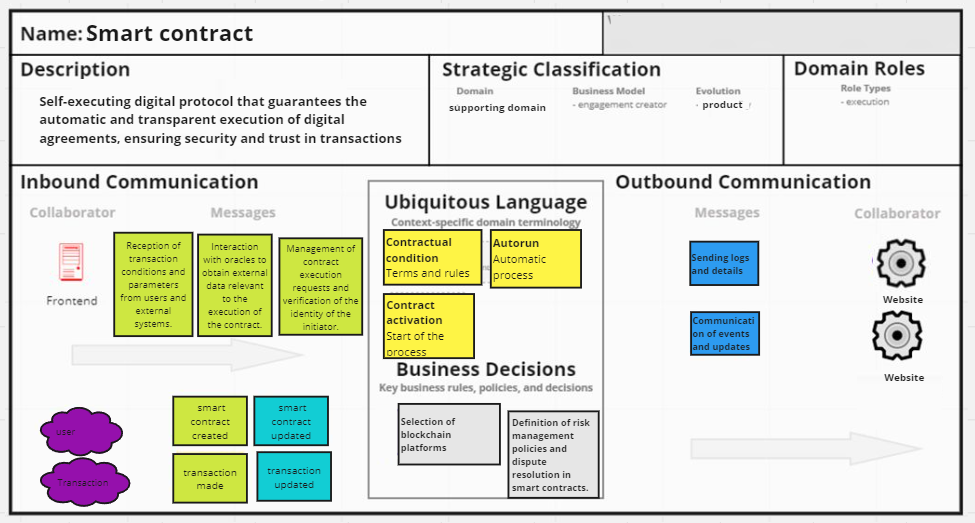 Name: Smart contract
Description
Self-executing digital protocol that guarantees the
automatic and transparent execution of digital
agreements, ensuring security and trust in transactions
Strategic Classification
Domain
supporting domain
Business Model
- engagement creator
Evolution
- product
Domain Roles
Role Types
- execution
Inbound Communication
Collaborator
Messages
Frontend
Reception of
transaction
conditions and
parameters
from users and
external
systems.
Interaction
with oracles to
obtain external
data relevant
to the
execution of
the contract.
Management of
contract
execution
requests and
verification of the
identity of the
initiator.
user
Transaction
smart
contract
created
smart
contract
updated
transaction
made
transaction
updated
Ubiquitous Language
Context-specific domain terminology
Contractual
condition
Terms and rules
Autorun
Automatic
process
Contract
activation
Start of the
process
Business Decisions
Key business rules, policies, and decisions
Selection of
blockchain
platforms
Definition of risk
management
policies and
dispute
resolution in
smart contracts.
Outbound Communication
Messages
Collaborator
Sending logs
and details
Website
Communicati
on of events
and updates
Website